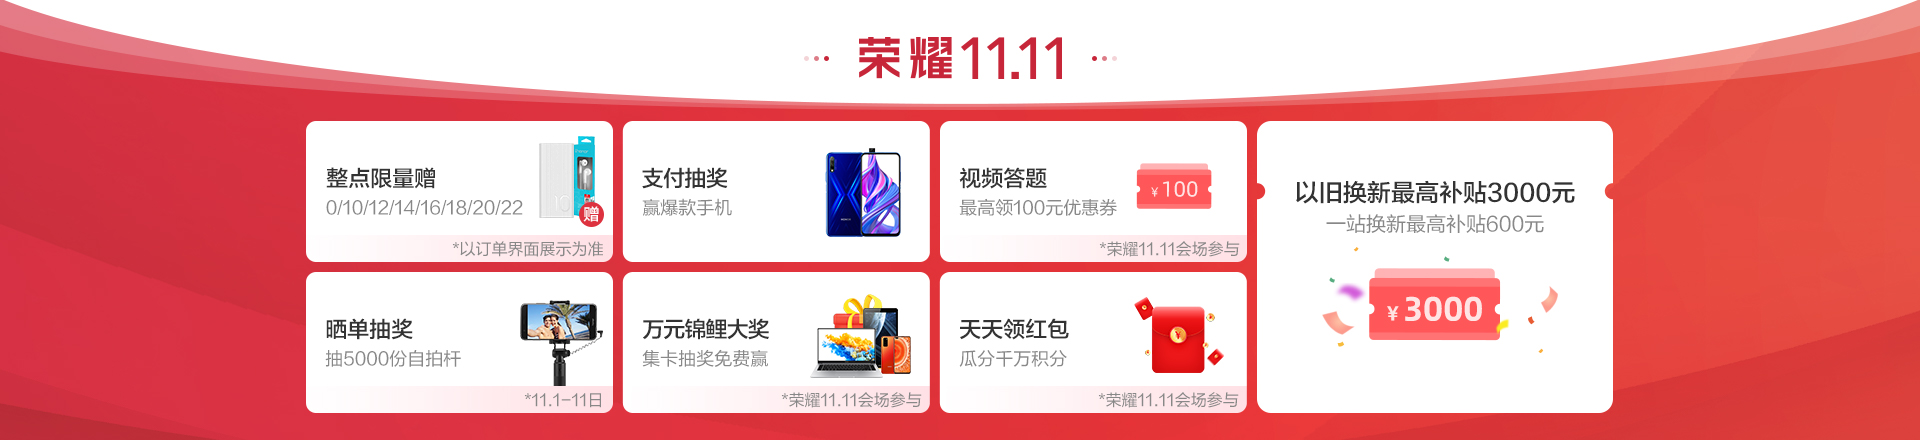 荣耀11.11
整点限量赠
0/10/12/14/16/18/20/22
赠
*以订单界面展示为准
支付抽奖
赢爆款手机
视频答题
最高领100元优惠券
¥100
*荣耀11.11会场参与
以旧换新最高补贴3000元
一站换新最高补贴600元
¥3000
晒单抽奖
抽5000份自拍杆
*11.1-11日
万元锦鲤大奖
集卡抽奖免费赢
*荣耀11.11会场参与
天天领红包
瓜分千万积分
*荣耀11.11会场参与